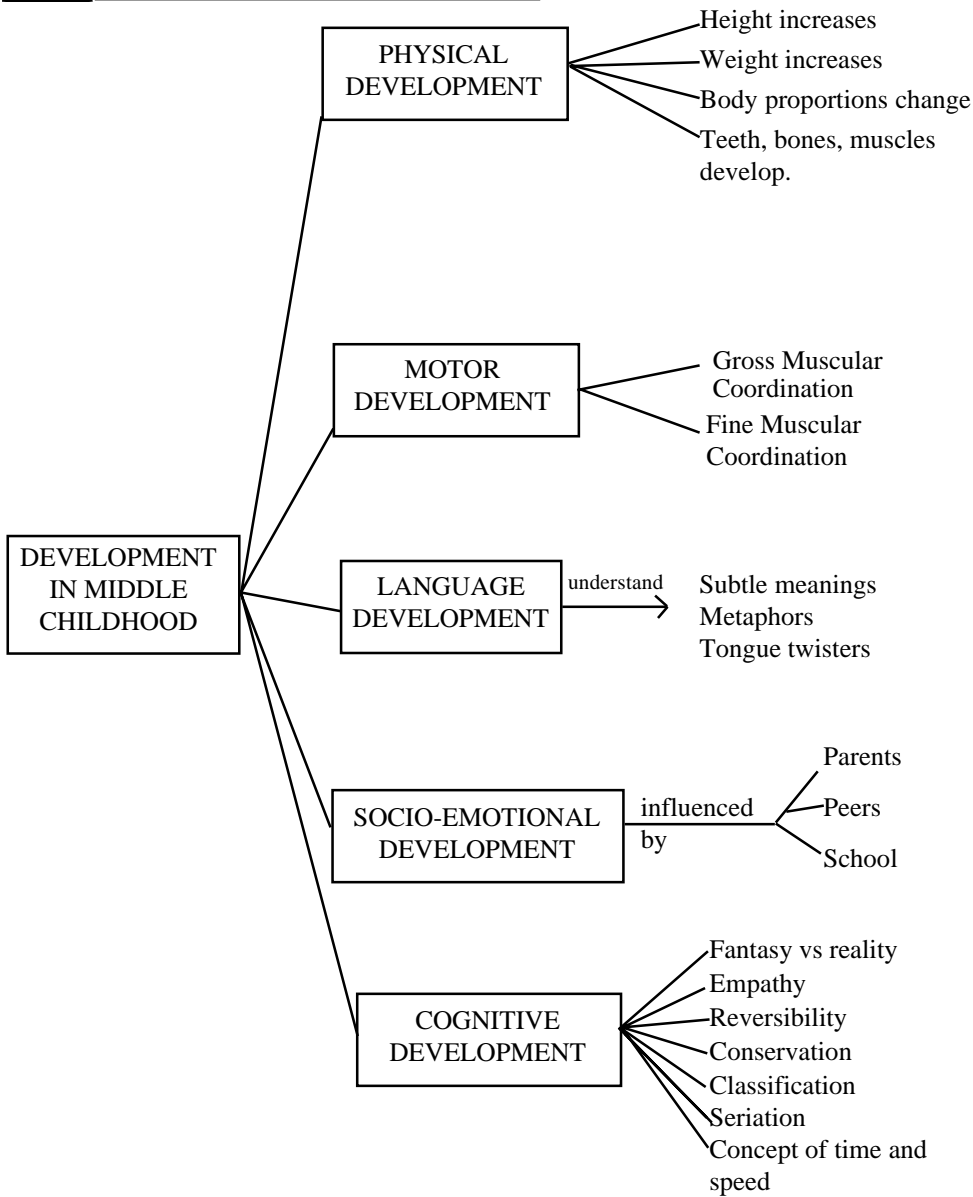 PHYSICAL
DEVELOPMENT
Height increases
Weight increases
Body proportions change
Teeth, bones, muscles
develop.
MOTOR
DEVELOPMENT
Gross Muscular
Coordination
Fine Muscular
Coordination
DEVELOPMENT
IN MIDDLE
CHILDHOOD
LANGUAGE
DEVELOPMENT
understand
Subtle meanings
Metaphors
Tongue twisters
SOCIO-EMOTIONAL
DEVELOPMENT
influenced
by
Parents
Peers
School
COGNITIVE
DEVELOPMENT
Fantasy vs reality
Empathy
Reversibility
Conservation
Classification
Seriation
Concept of time and
speed